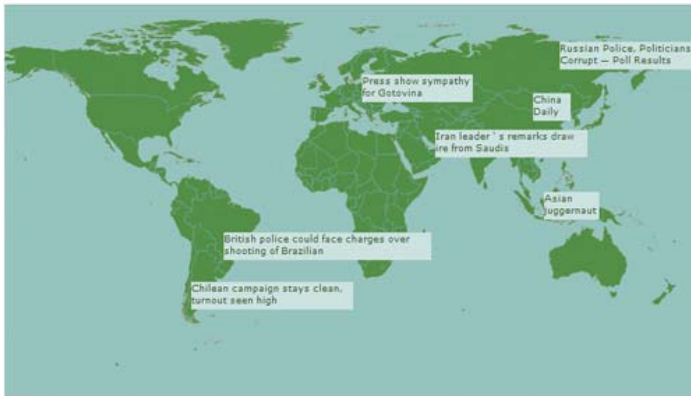 Russian Police, Politicians
Corrupt — Poll Results
Press show sympathy
for Gotovina
China
Daily
Iran leader ' s remarks draw
ire from Saudis
Asian
juggernaut
British police could face charges over
shooting of Brazilian
Chilean campaign stays clean,
turnout seen high